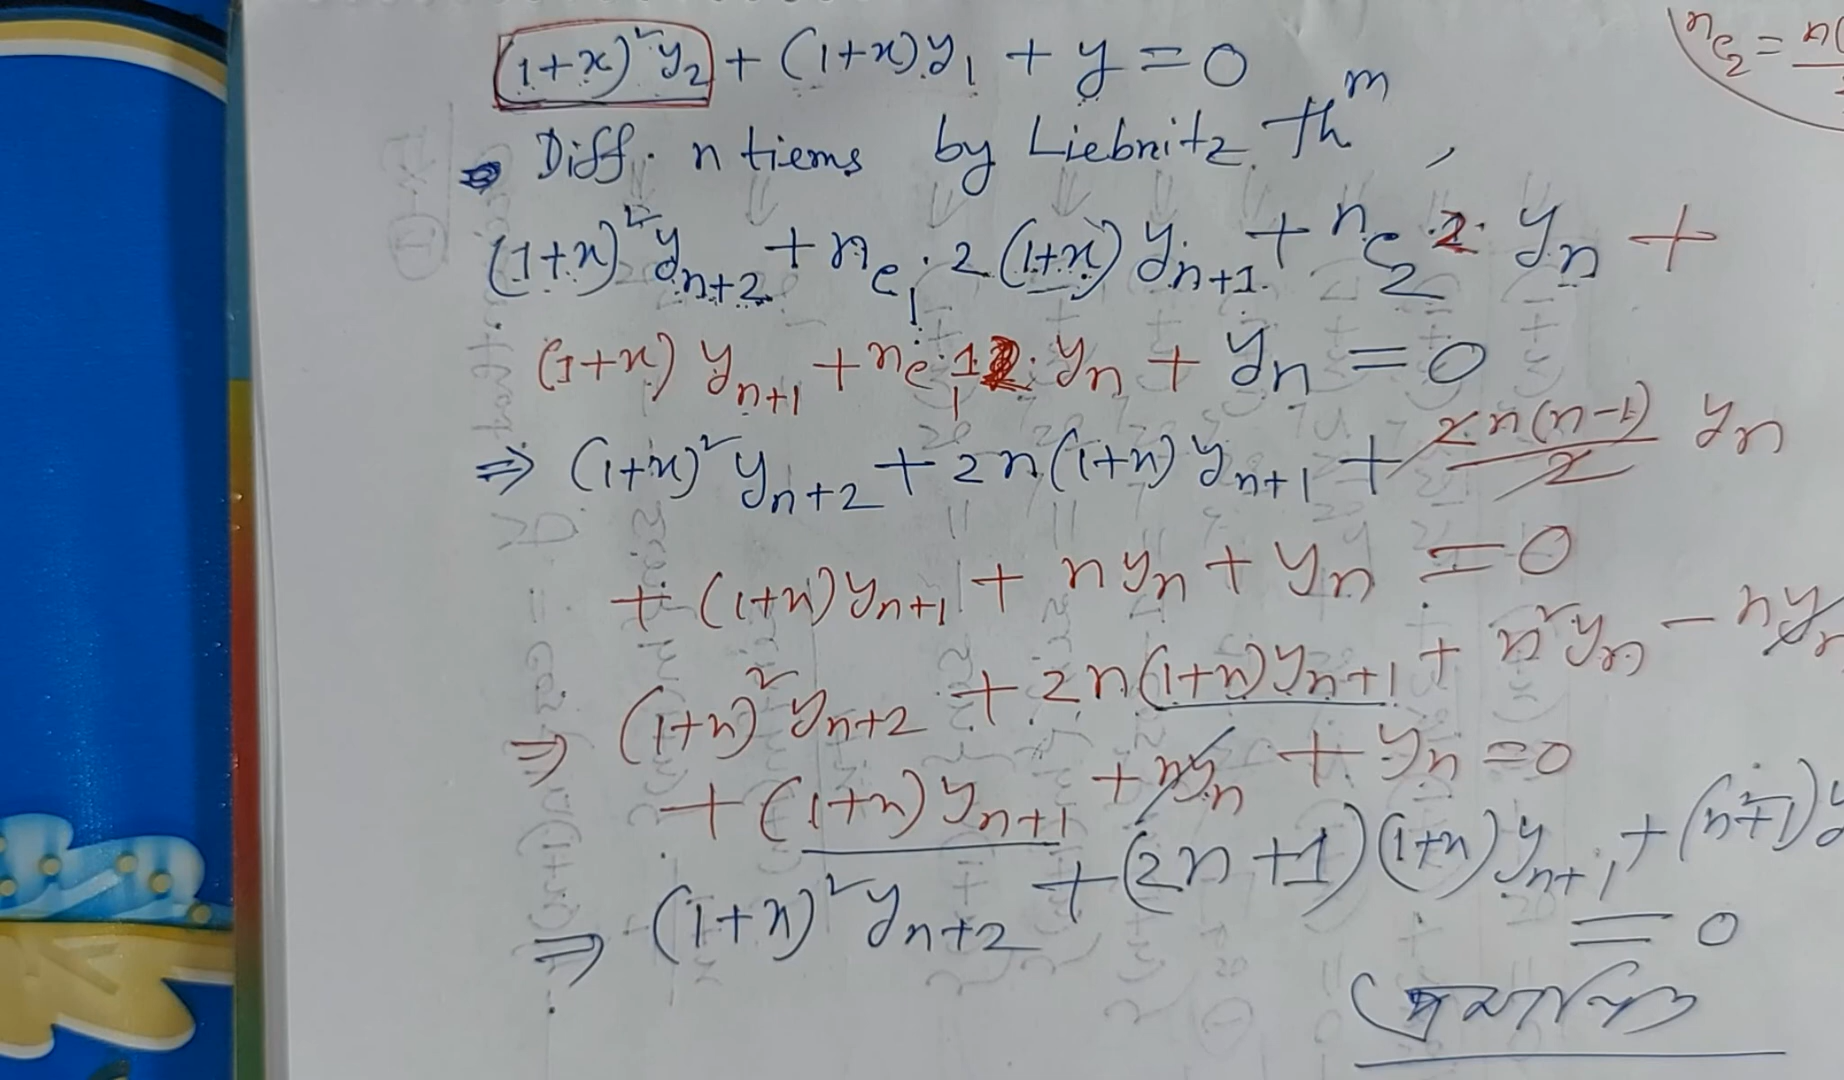 (1+x)²y₂ + (1+x)y₁ + y = 0
Diff. n tiems by Liebnitz thᵐ,
(1+x)²yₙ₊₂ + ⁿc₁·2(1+x)yₙ₊₁ + ⁿc₂·2·yₙ +
(1+x)yₙ₊₁ + ⁿc₁·1·yₙ + yₙ = 0
⇒ (1+x)²yₙ₊₂ + 2n(1+x)yₙ₊₁ + 2n(n-1)/2 yₙ
+ (1+x)yₙ₊₁ + nyₙ + yₙ = 0
⇒ (1+x)²yₙ₊₂ + 2n(1+x)yₙ₊₁ + n²yₙ - nyₙ
+ (1+x)yₙ₊₁ + nyₙ + yₙ = 0
⇒ (1+x)²yₙ₊₂ + (2n+1)(1+x)yₙ₊₁ + (n²+1)y
= 0